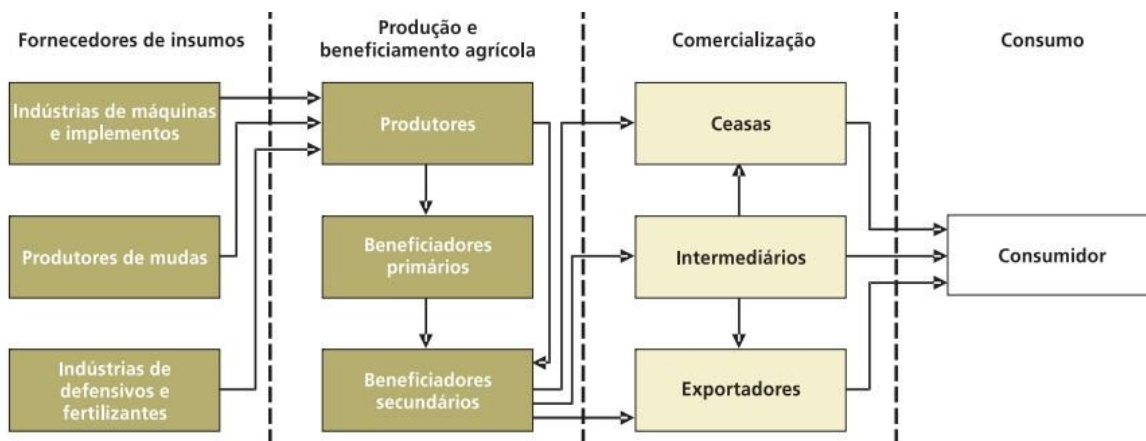 Fornecedores de insumos
Produção e
beneficiamento agrícola
Comercialização
Consumo
Indústrias de máquinas
e implementos
Produtores
Ceasas
Produtores de mudas
Beneficiadores
primários
Intermediários
Consumidor
Indústrias de
defensivos e
fertilizantes
Beneficiadores
secundários
Exportadores